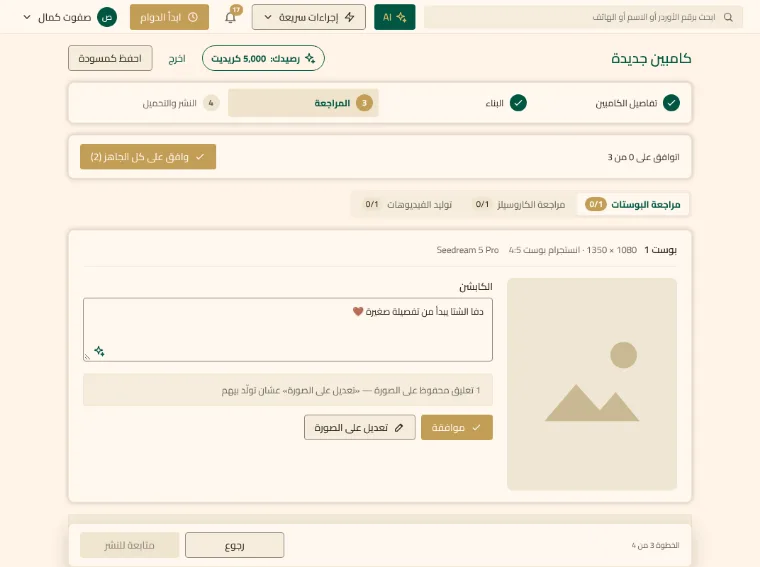 ابحث برقم الأوردر أو الاسم أو الهاتف
AI
إجراءات سريعة
17
ابدأ الدوام
ص
صفوت كمال
كامبين جديدة
رصيدك: 5,000 كريديت
اخرج
احفظ كمسودة
تفاصيل الكامبين
البناء
3 المراجعة
4 النشر والتحميل
الوافق على 0 من 3
وافق على كل الجاهز (2)
مراجعة البوستات 0/1
مراجعة الكاروسيلز 0/1
توليد الفيديوهات 0/1
بوست 1
1080 × 1350 · انستجرام بوست 4:5
Seedream 5 Pro
الكابشن
دفا الشتا يبدأ من تفصيلة صغيرة 🤎
1 تعليق محفوظ على الصورة — «تعديل على الصورة» عشان تولّد بيهم
موافقة
تعديل على الصورة
الخطوة 3 من 4
رجوع
متابعة للنشر